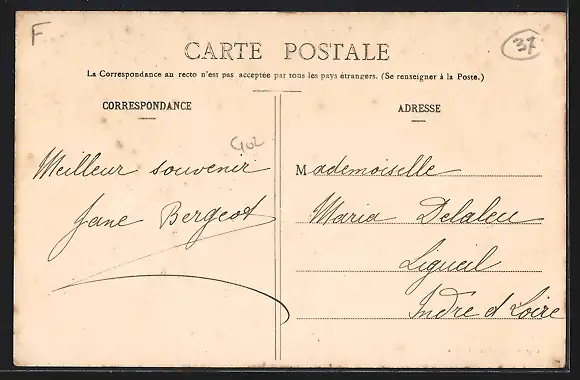 F
37
CARTE POSTALE
La Correspondance au recto n'est pas acceptée par tous les pays étrangers. (Se renseigner à la Poste.)
CORRESPONDANCE
Meilleur souvenir
Jane Bergeot
ADRESSE
Mademoiselle
Maria Delaleu
Ligueil
Indre et Loire